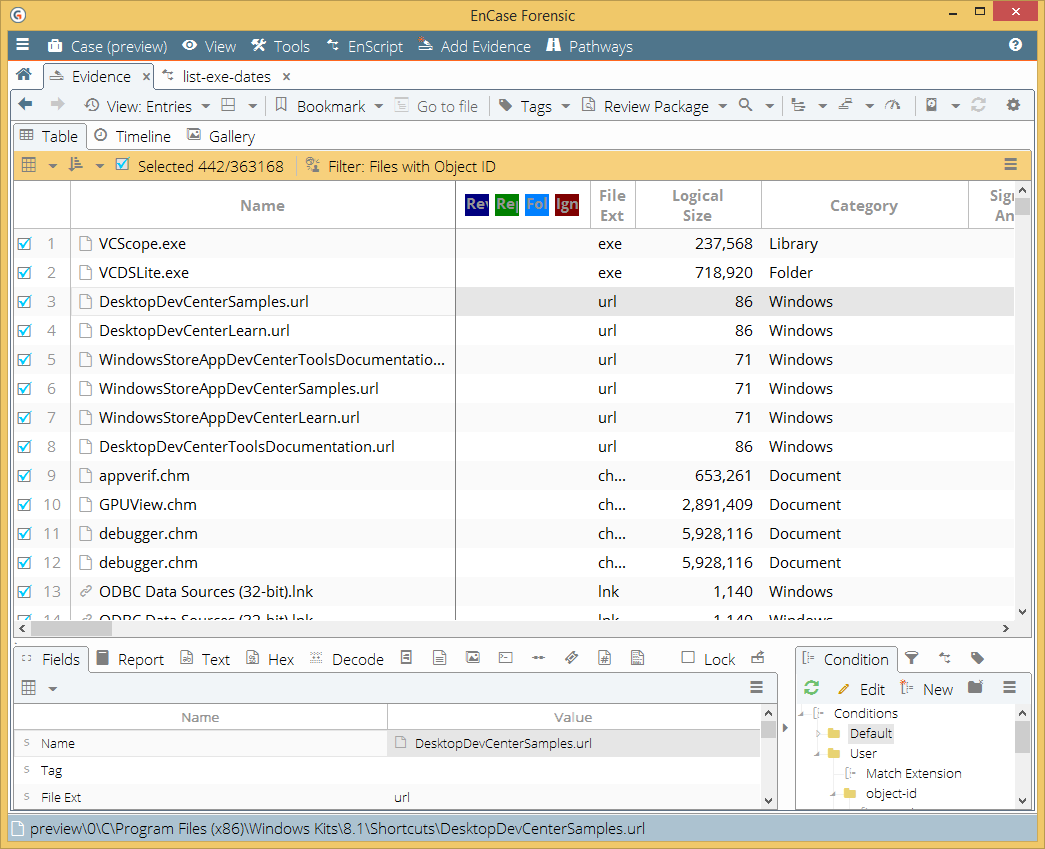 EnCase Forensic
Case (preview) View Tools EnScript Add Evidence Pathways
Evidence × list-exe-dates ×
View: Entries Bookmark Go to file Tags Review Package
Table Timeline Gallery
Selected 442/363168 Filter: Files with Object ID
Name Rev Rep Fol Ign File Ext Logical Size Category Sig An
1 VCScope.exe exe 237,568 Library
2 VCDSLite.exe exe 718,920 Folder
3 DesktopDevCenterSamples.url url 86 Windows
4 DesktopDevCenterLearn.url url 86 Windows
5 WindowsStoreAppDevCenterToolsDocumentatio... url 71 Windows
6 WindowsStoreAppDevCenterSamples.url url 71 Windows
7 WindowsStoreAppDevCenterLearn.url url 71 Windows
8 DesktopDevCenterToolsDocumentation.url url 86 Windows
9 appverif.chm ch... 653,261 Document
10 GPUView.chm ch... 2,891,409 Document
11 debugger.chm ch... 5,928,116 Document
12 debugger.chm ch... 5,928,116 Document
13 ODBC Data Sources (32-bit).lnk lnk 1,140 Windows
14 ODBC Data Sources (32-bit).lnk lnk 1,140 Windows
Fields Report Text Hex Decode Lock
Name Value
S Name DesktopDevCenterSamples.url
S Tag
S File Ext url
Condition
Edit New
Conditions
Default
User
Match Extension
object-id
preview\0\C\Program Files (x86)\Windows Kits\8.1\Shortcuts\DesktopDevCenterSamples.url